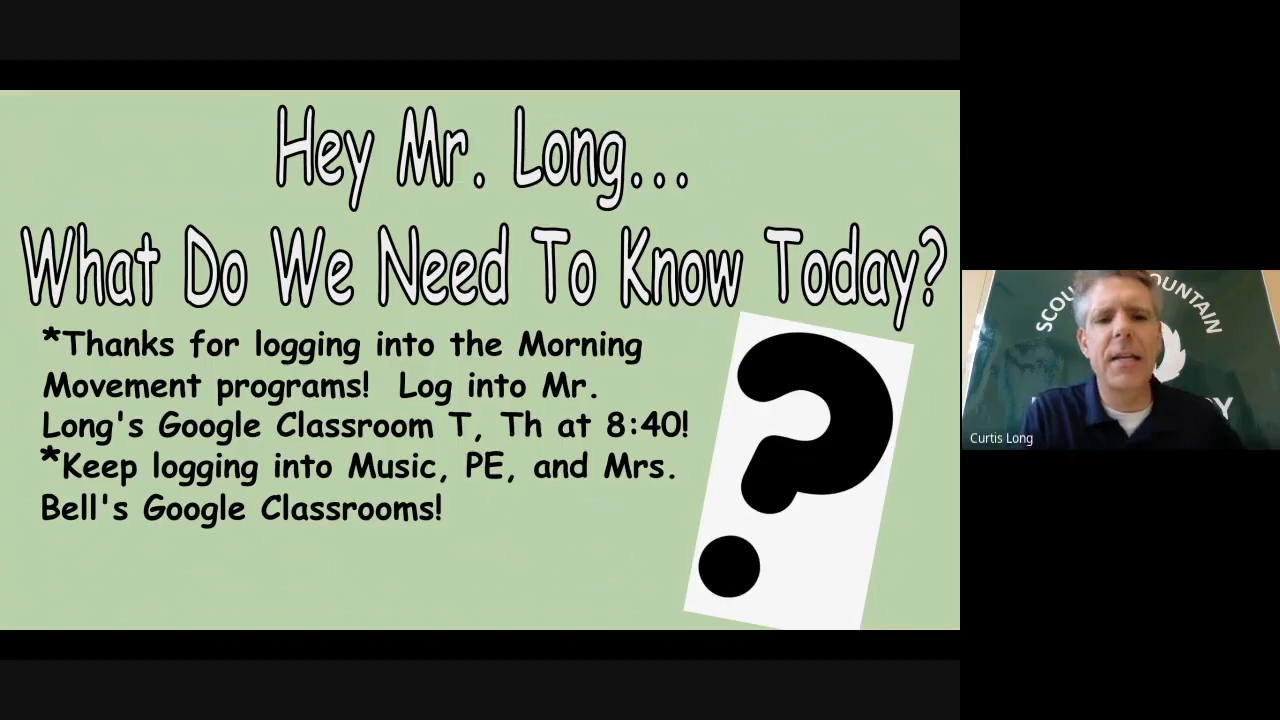 Hey Mr. Long...
What Do We Need To Know Today?
*Thanks for logging into the Morning
Movement programs!  Log into Mr.
Long's Google Classroom T, Th at 8:40!
*Keep logging into Music, PE, and Mrs.
Bell's Google Classrooms!
?
Curtis Long